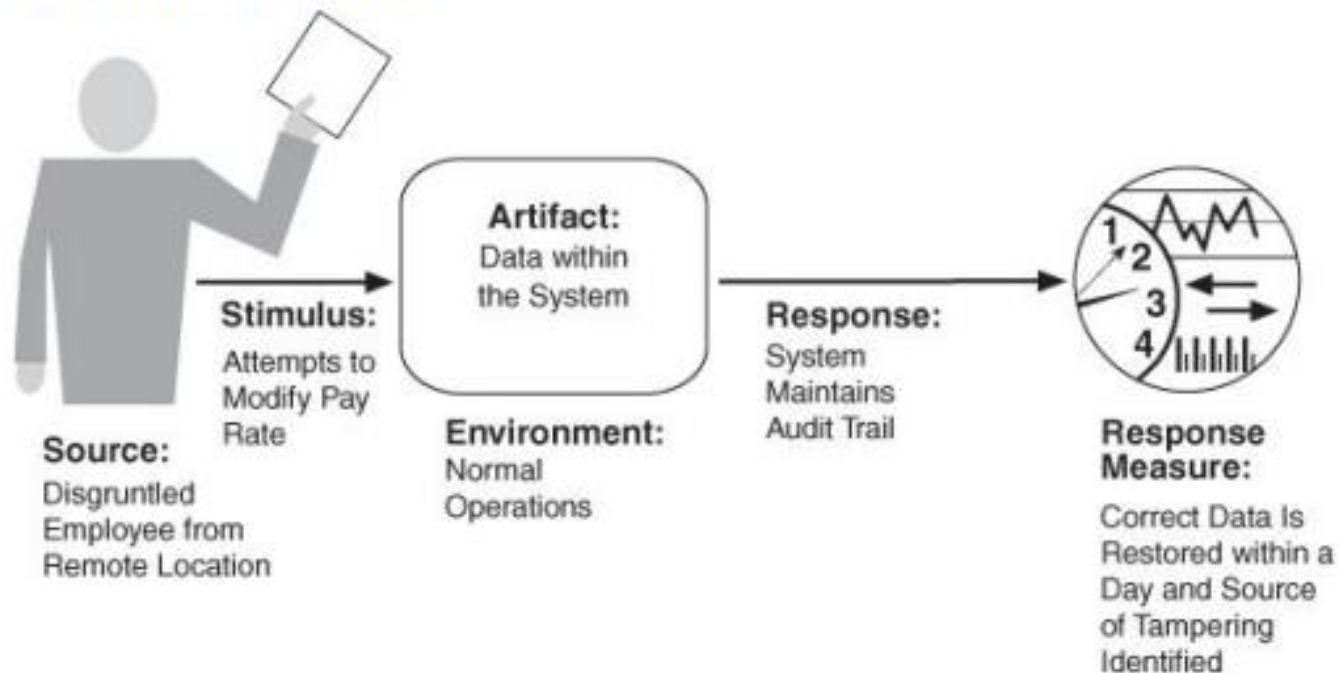 Artifact:
Data within
the System
Stimulus:
Attempts to
Modify Pay
Rate
Source:
Disgruntled
Employee from
Remote Location
Environment:
Normal
Operations
Response:
System
Maintains
Audit Trail
1
2
3
4
Response
Measure:
Correct Data Is
Restored within a
Day and Source
of Tampering
Identified